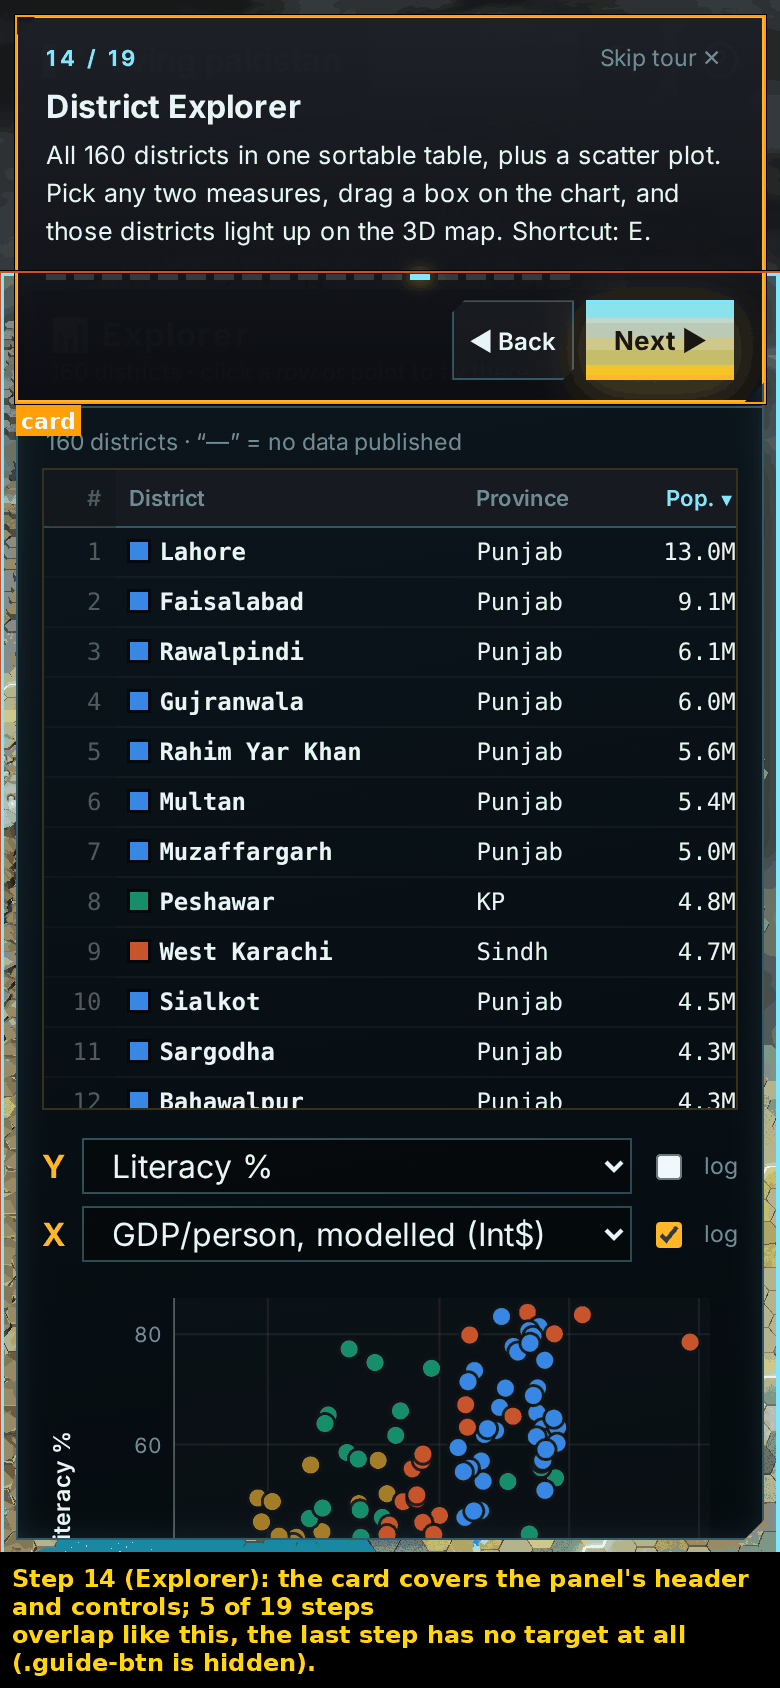 14 / 19
Skip tour ✕
District Explorer
All 160 districts in one sortable table, plus a scatter plot.
Pick any two measures, drag a box on the chart, and
those districts light up on the 3D map. Shortcut: E.
Explorer
◀ Back
Next ▶
card
160 districts · “—” = no data published
# District Province Pop. ▼
1 Lahore Punjab 13.0M
2 Faisalabad Punjab 9.1M
3 Rawalpindi Punjab 6.1M
4 Gujranwala Punjab 6.0M
5 Rahim Yar Khan Punjab 5.6M
6 Multan Punjab 5.4M
7 Muzaffargarh Punjab 5.0M
8 Peshawar KP 4.8M
9 West Karachi Sindh 4.7M
10 Sialkot Punjab 4.5M
11 Sargodha Punjab 4.3M
12 Bahawalpur Punjab 4.3M
Y Literacy % log
X GDP/person, modelled (Int$) log
80
60
iteracy %
Step 14 (Explorer): the card covers the panel's header
and controls; 5 of 19 steps
overlap like this, the last step has no target at all
(.guide-btn is hidden).